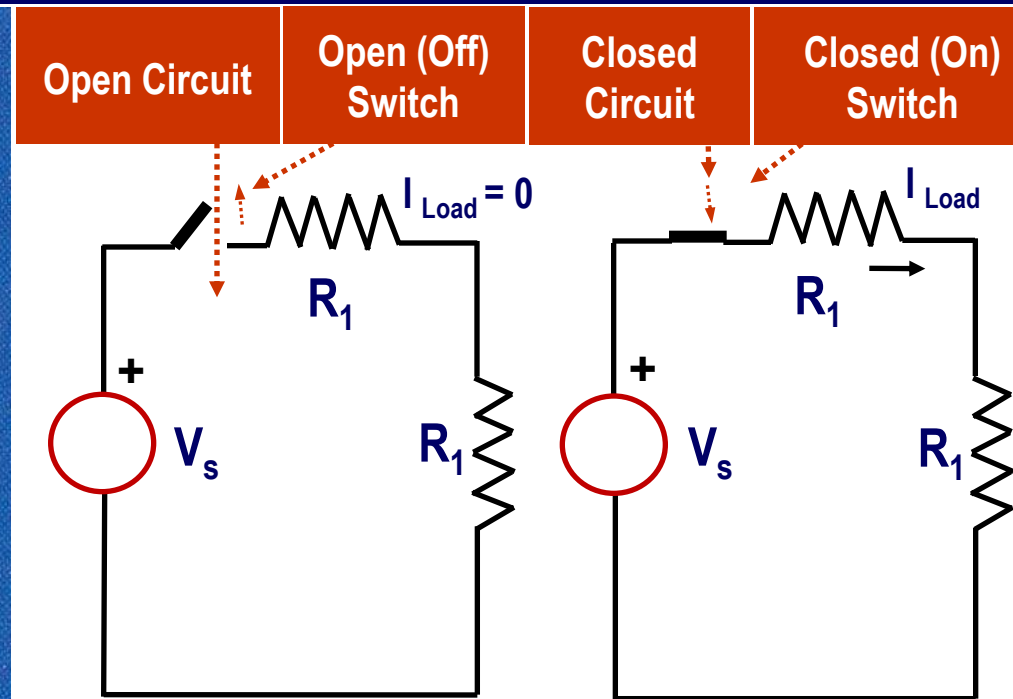 Open Circuit
Open (Off)
Switch
Closed
Circuit
Closed (On)
Switch
I Load = 0
R1
+
Vs
R1
I Load
R1
+
Vs
R1